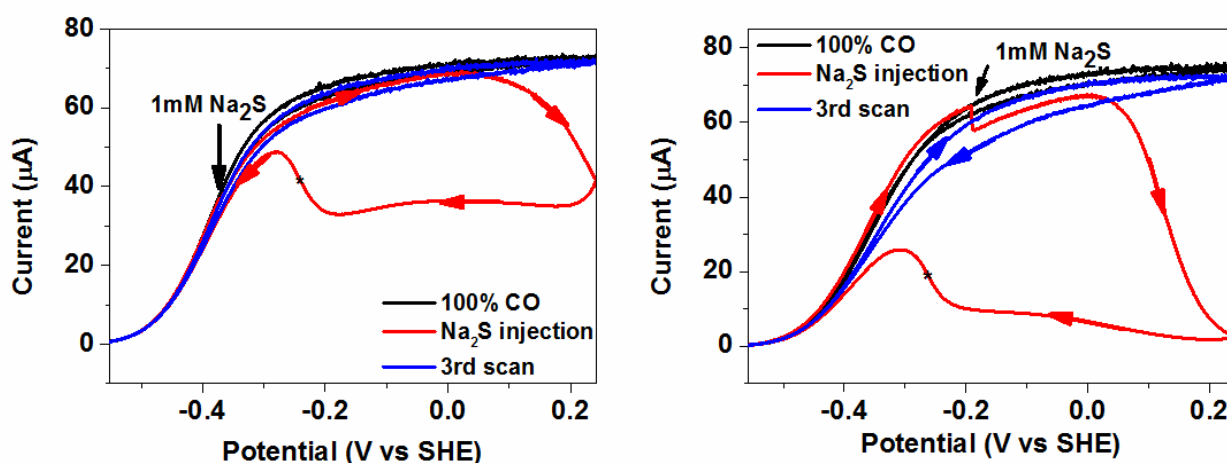 80
60
40
20
0
Current (µA)
1mM Na₂S
100% CO
Na₂S injection
3rd scan
-0.4
-0.2
0.0
0.2
Potential (V vs SHE)
80
60
40
20
0
Current (µA)
100% CO
Na₂S injection
3rd scan
1mM Na₂S
-0.4
-0.2
0.0
0.2
Potential (V vs SHE)